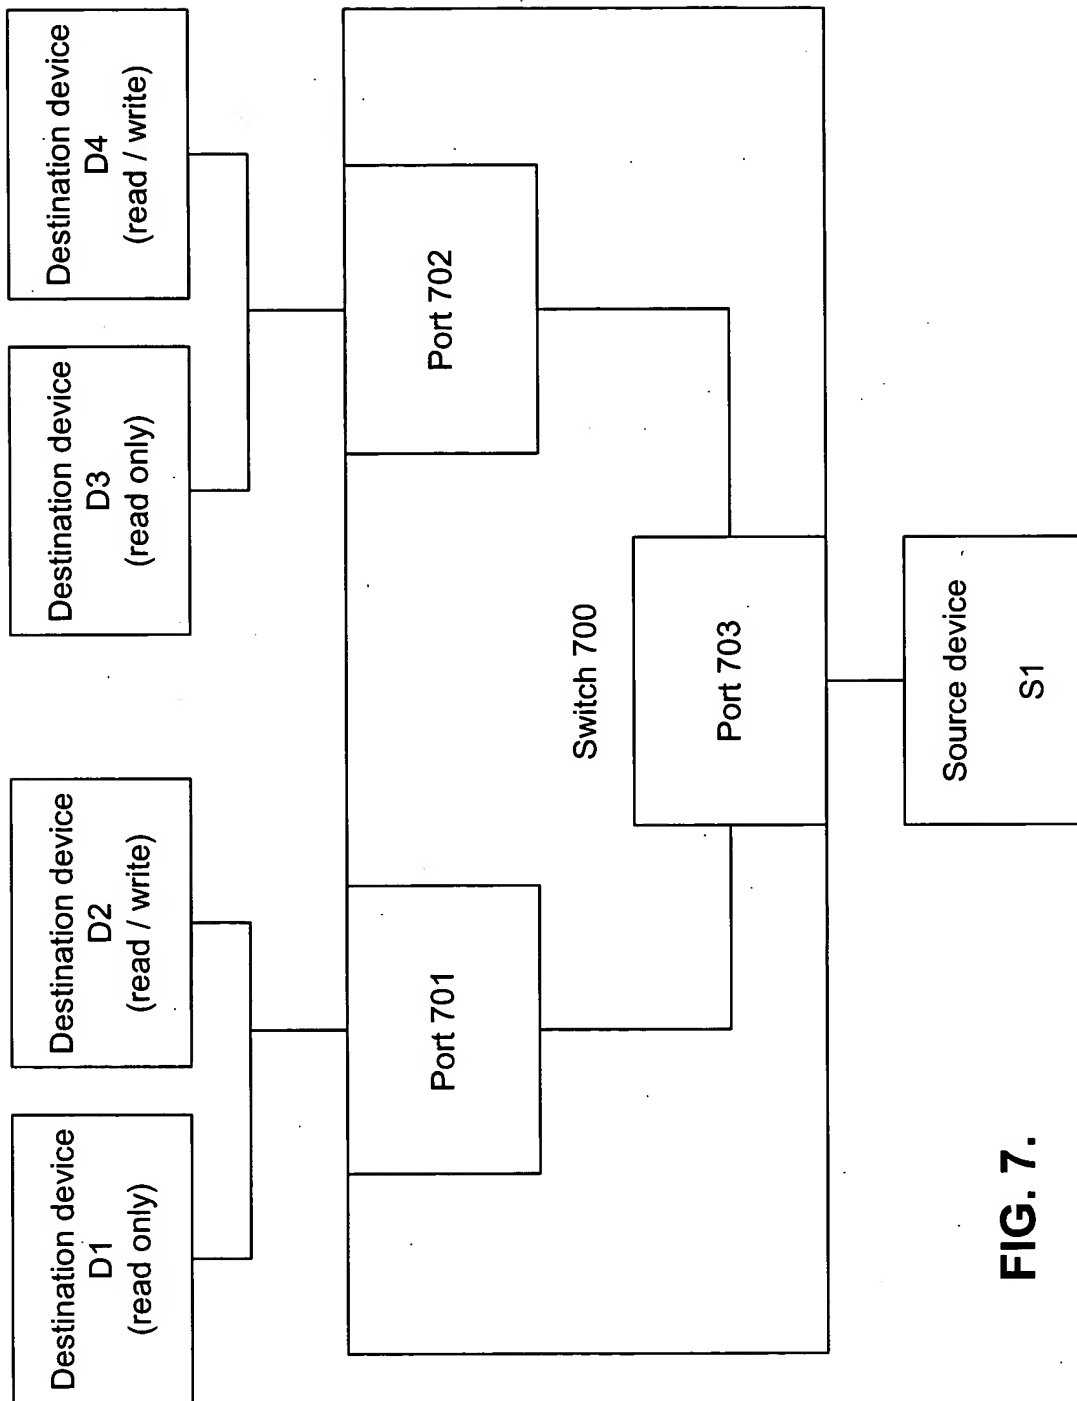 Destination device
D1
(read only)
Destination device
D2
(read / write)
Destination device
D3
(read only)
Destination device
D4
(read / write)
Port 701
Port 702
Switch 700
Port 703
Source device
S1
FIG. 7.